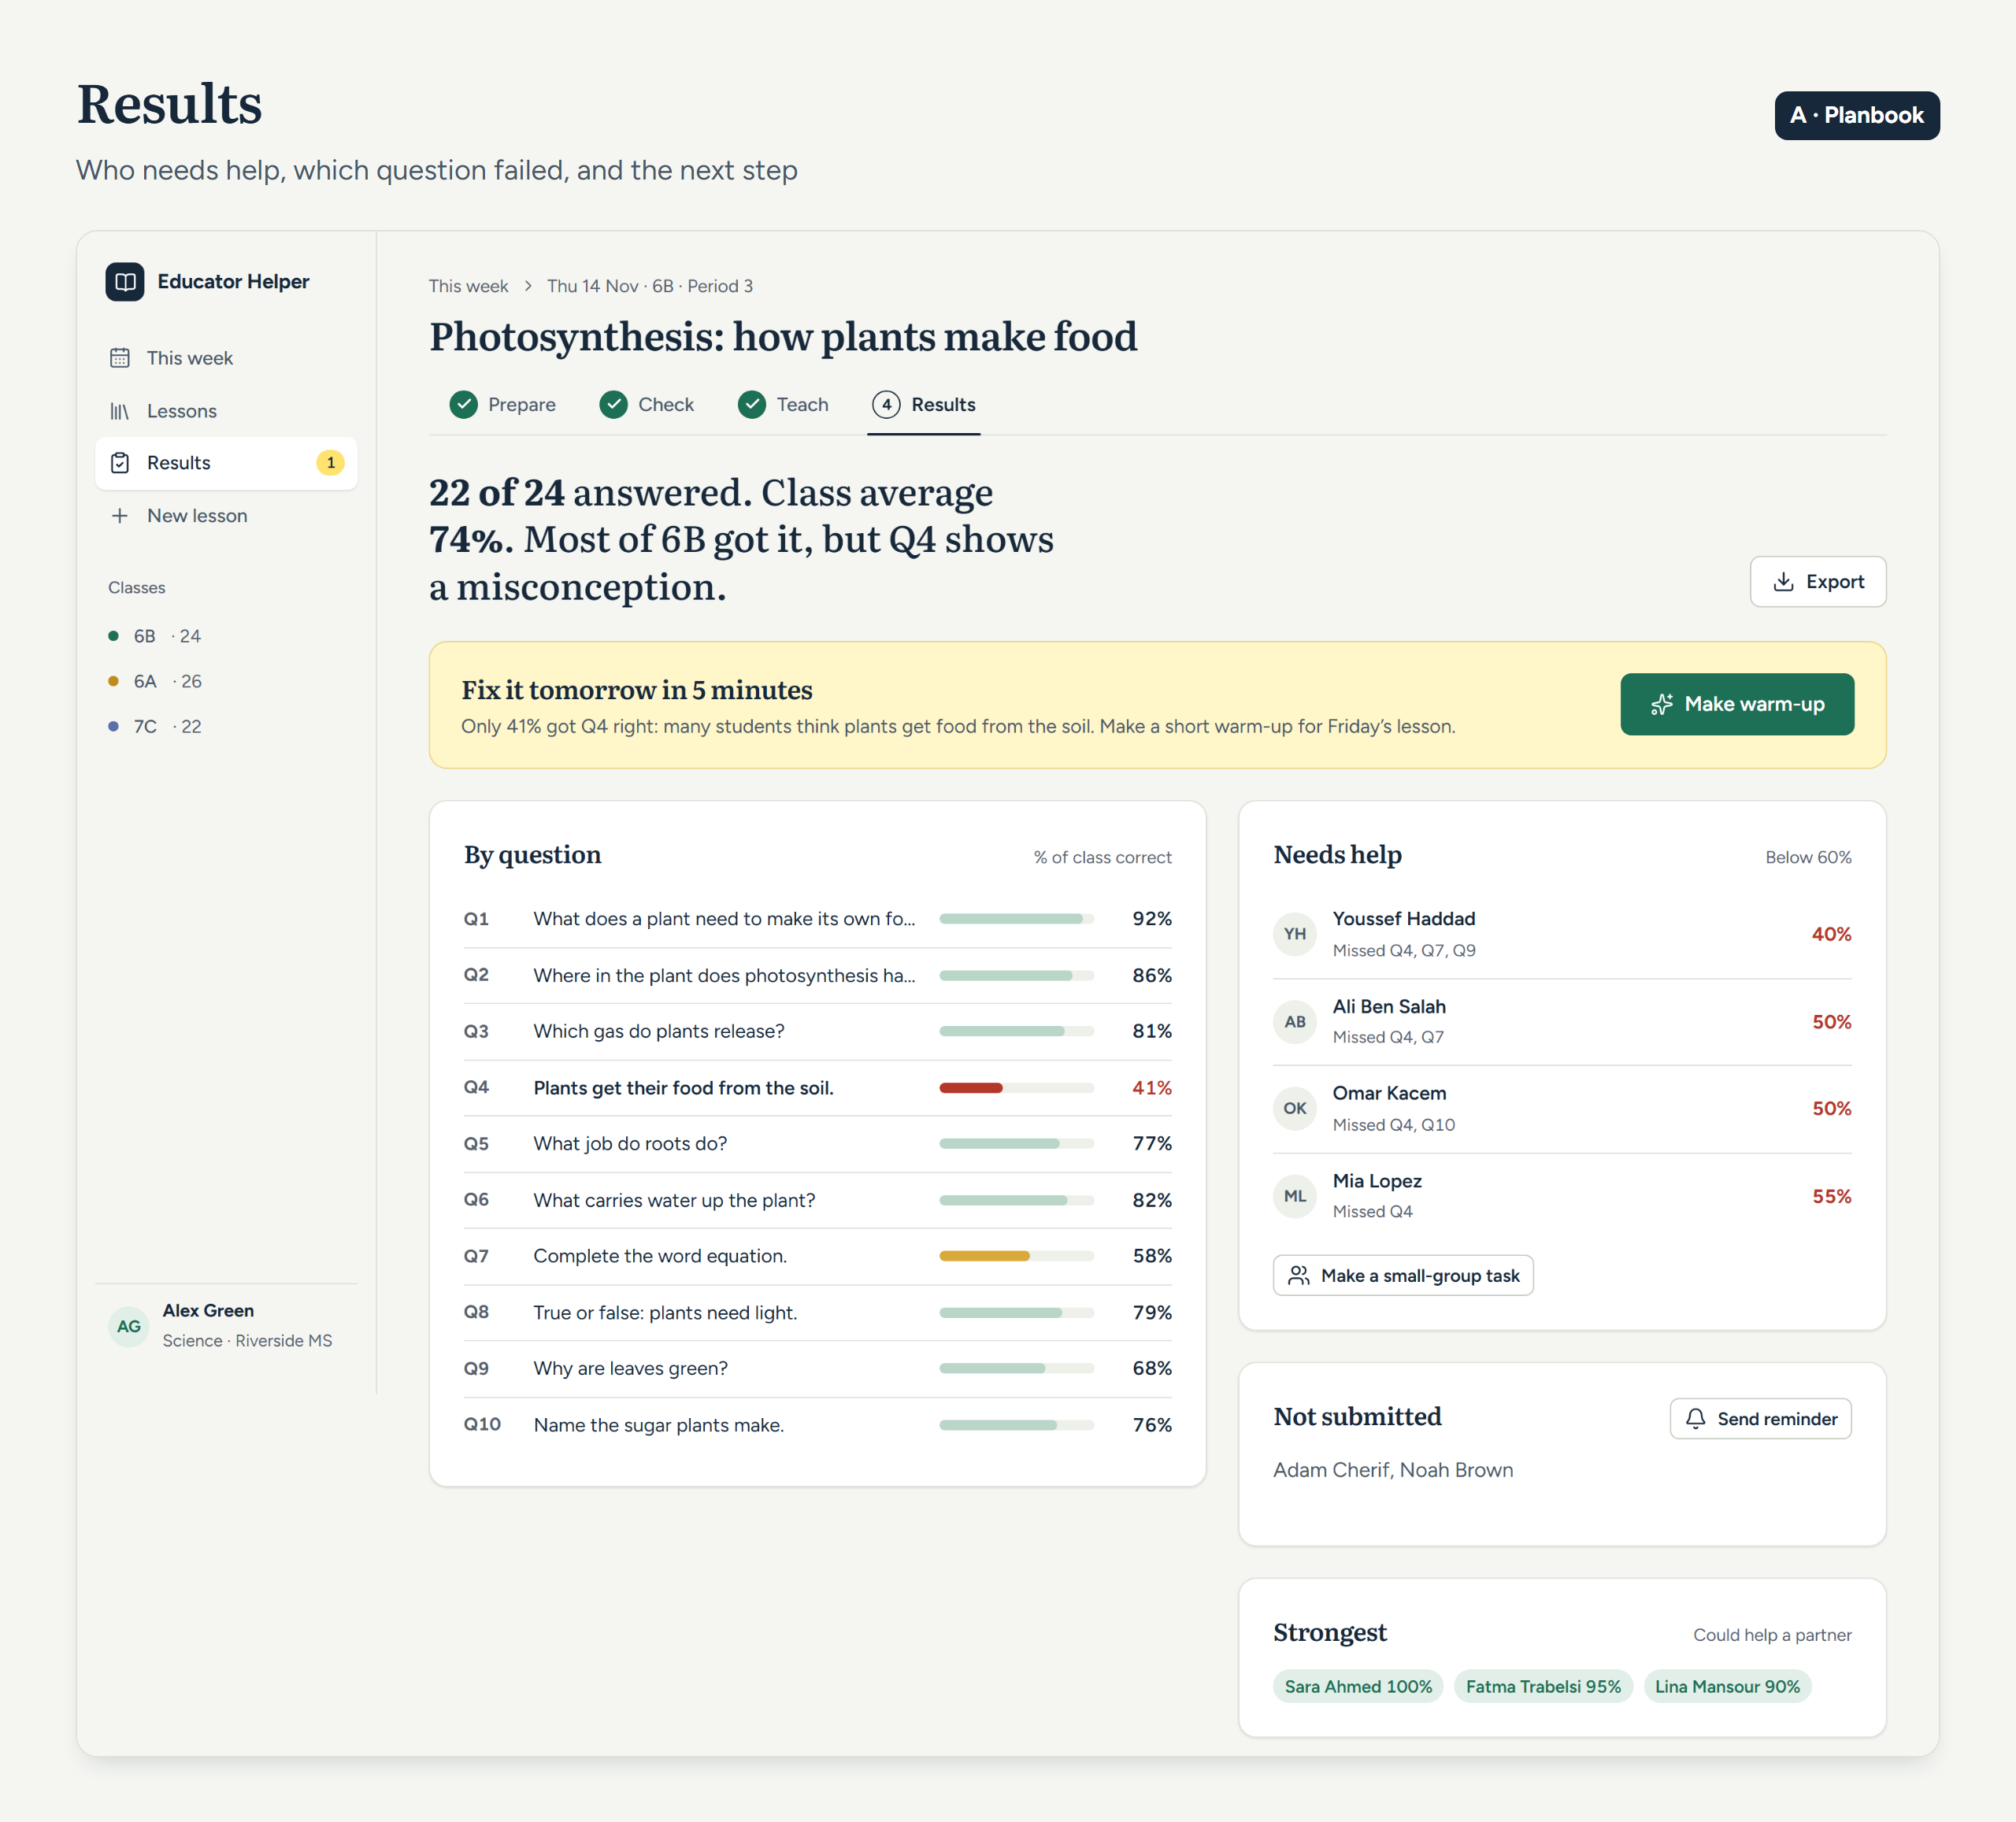 Results
A · Planbook
Who needs help, which question failed, and the next step
Educator Helper
This week
Lessons
Results
1
New lesson
Classes
6B · 24
6A · 26
7C · 22
AG
Alex Green
Science · Riverside MS
This week > Thu 14 Nov · 6B · Period 3
Photosynthesis: how plants make food
Prepare
Check
Teach
4 Results
22 of 24 answered. Class average
74%. Most of 6B got it, but Q4 shows
a misconception.
Export
Fix it tomorrow in 5 minutes
Only 41% got Q4 right: many students think plants get food from the soil. Make a short warm-up for Friday’s lesson.
Make warm-up
By question
% of class correct
Q1 What does a plant need to make its own fo... 92%
Q2 Where in the plant does photosynthesis ha... 86%
Q3 Which gas do plants release? 81%
Q4 Plants get their food from the soil. 41%
Q5 What job do roots do? 77%
Q6 What carries water up the plant? 82%
Q7 Complete the word equation. 58%
Q8 True or false: plants need light. 79%
Q9 Why are leaves green? 68%
Q10 Name the sugar plants make. 76%
Needs help
Below 60%
YH
Youssef Haddad
Missed Q4, Q7, Q9
40%
AB
Ali Ben Salah
Missed Q4, Q7
50%
OK
Omar Kacem
Missed Q4, Q10
50%
ML
Mia Lopez
Missed Q4
55%
Make a small-group task
Not submitted
Send reminder
Adam Cherif, Noah Brown
Strongest
Could help a partner
Sara Ahmed 100%
Fatma Trabelsi 95%
Lina Mansour 90%